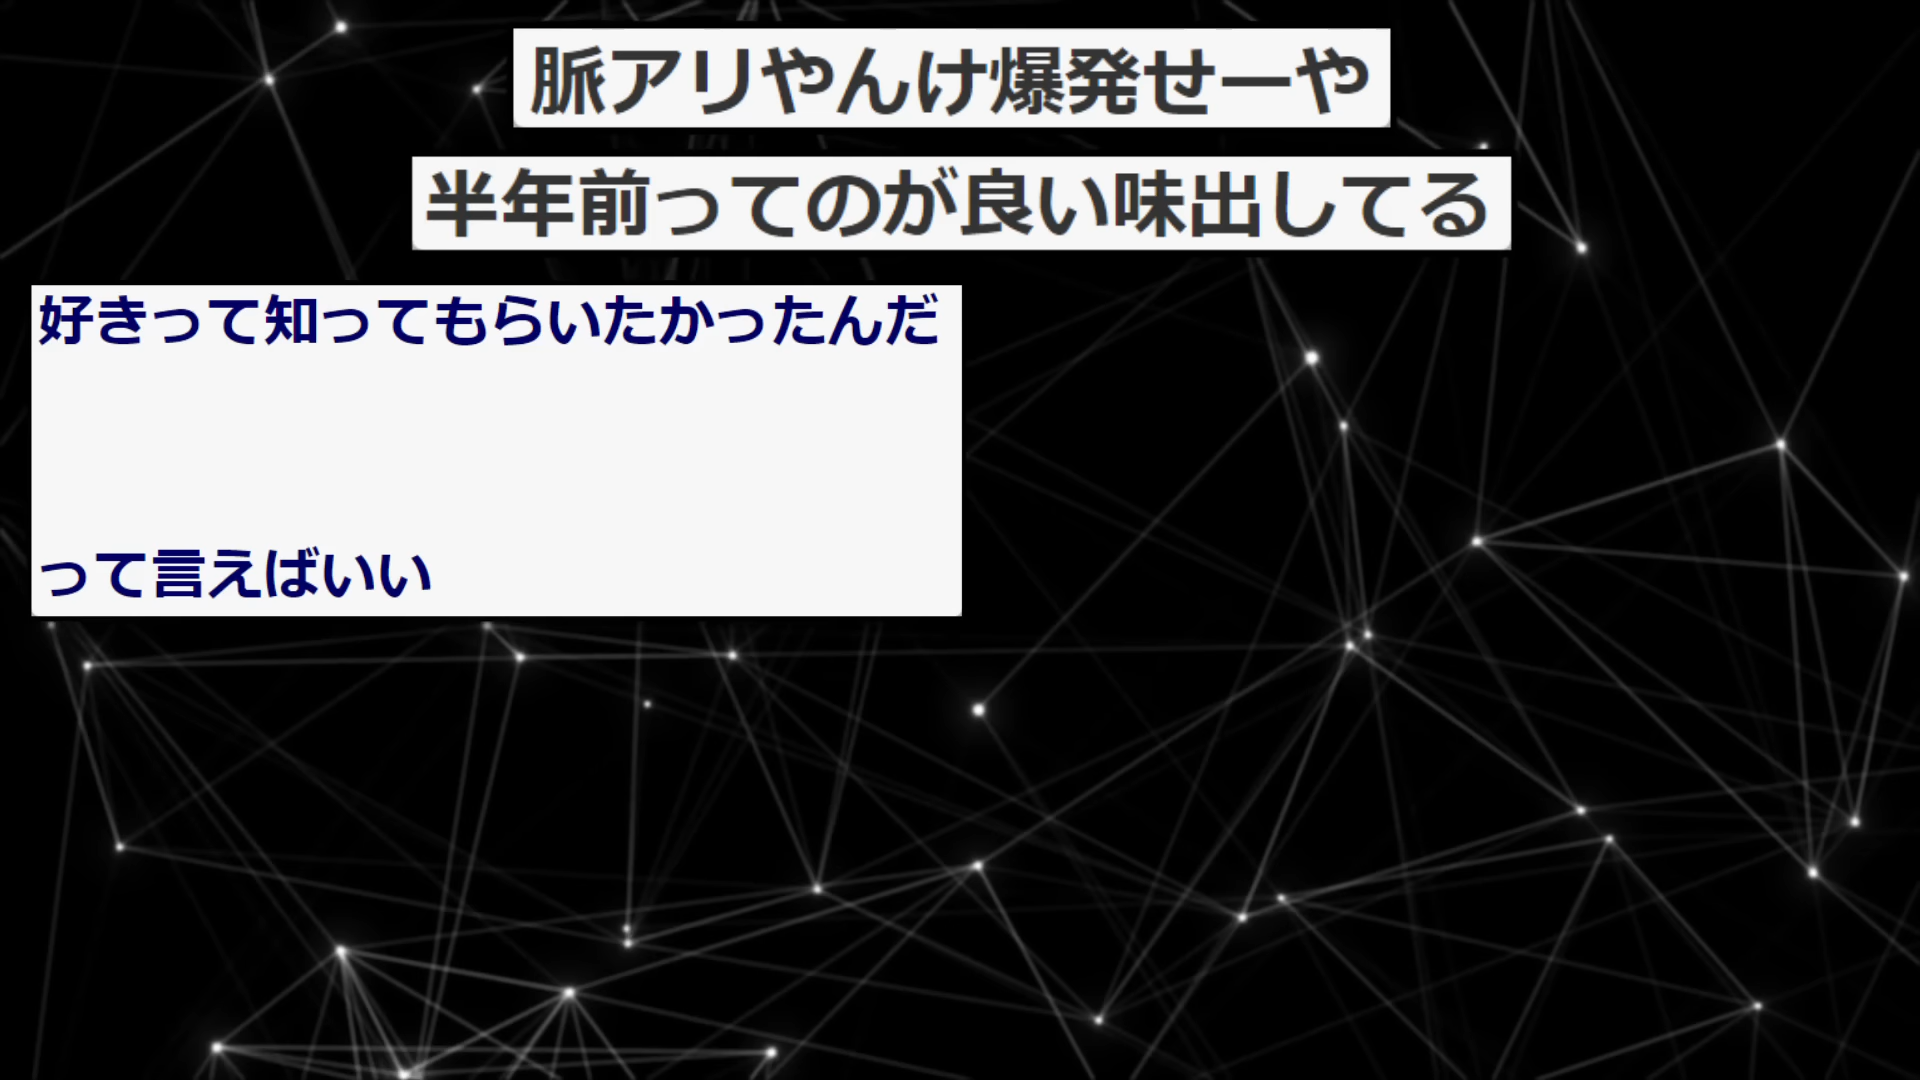 脈アリやんけ爆発せーや
半年前ってのが良い味出してる
好きって知ってもらいたかったんだ
って言えばいい